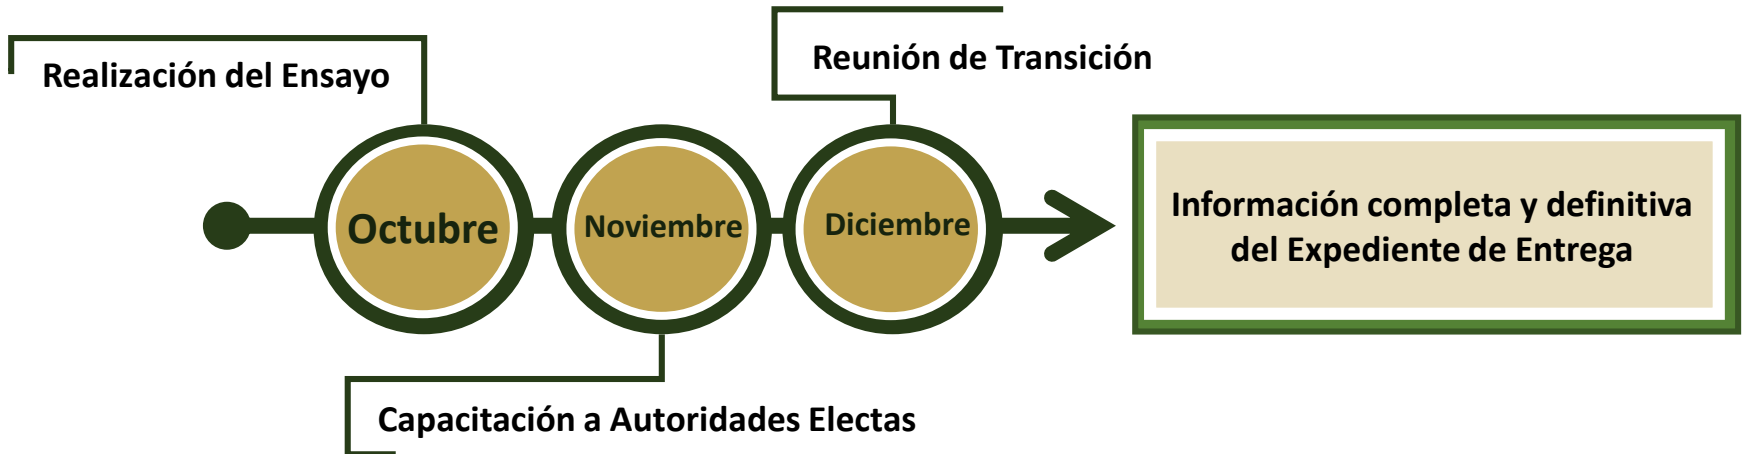 Realización del Ensayo
Reunión de Transición
Octubre
Noviembre
Diciembre
Información completa y definitiva
del Expediente de Entrega
Capacitación a Autoridades Electas